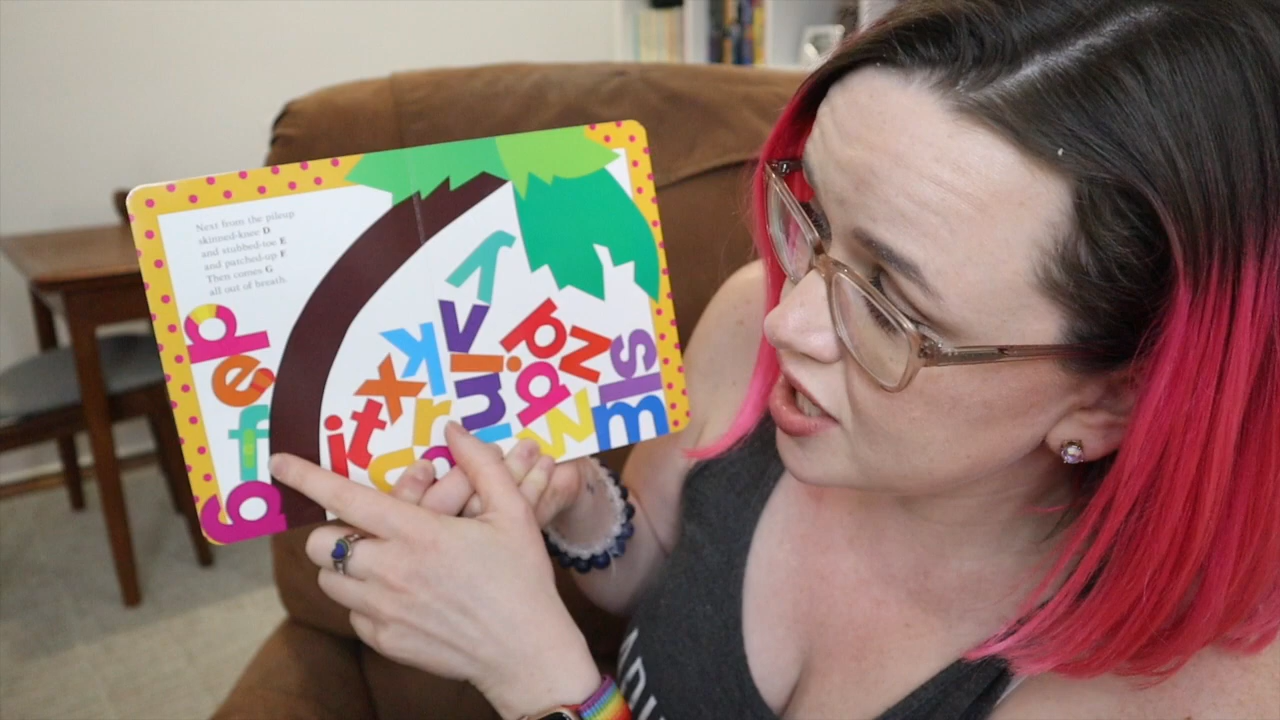 Next from the pileup
skinned-knee D
and stubbed-toe E
and patched-up F
Then comes G
all out of breath.
d
e
f
g
y
k
v
x
i
n
r
i
t
p
z
q
w
s
l
m